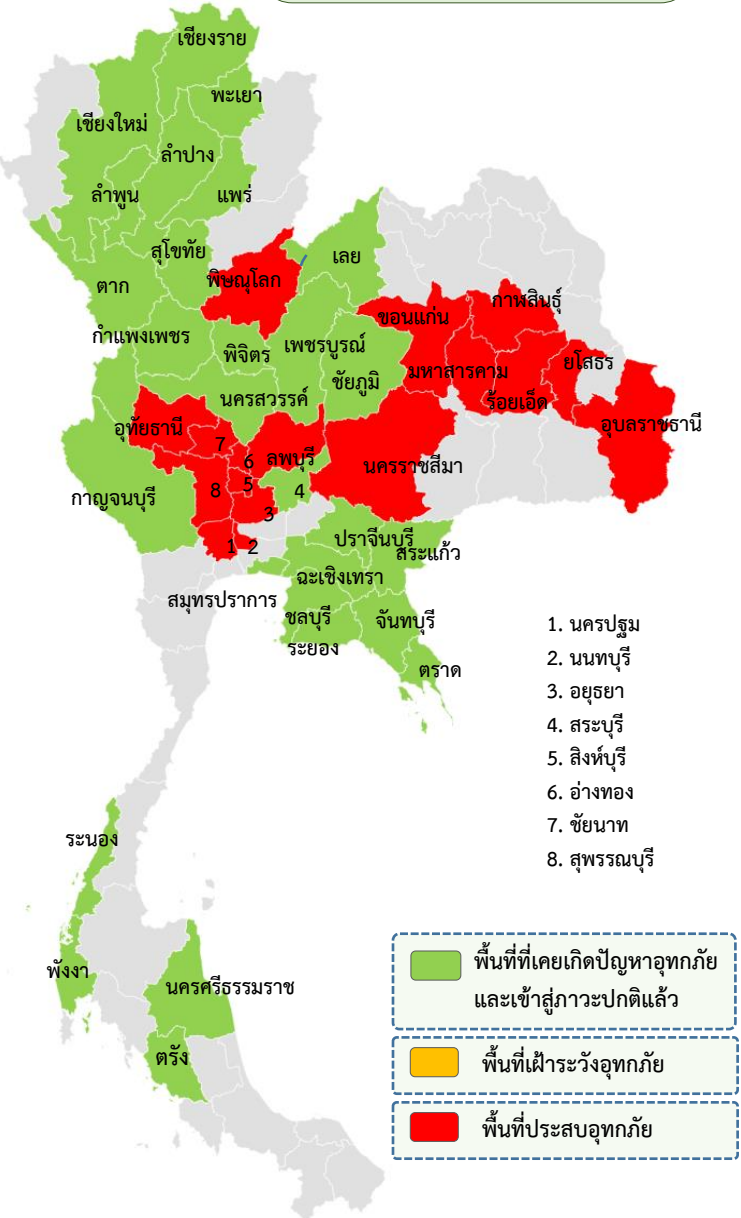 เชียงราย
พะเยา
เชียงใหม่
ลำปาง
ลำพูน
แพร่
สุโขทัย
เลย
ตาก
พิษณุโลก
กาฬสินธุ์
ขอนแก่น
กำแพงเพชร
พิจิตร
เพชรบูรณ์
ยโสธร
มหาสารคาม
ชัยภูมิ
นครสวรรค์
ร้อยเอ็ด
อุทัยธานี
อุบลราชธานี
7
6
ลพบุรี
นครราชสีมา
5
8
4
กาญจนบุรี
3
ปราจีนบุรี
1
2
สระแก้ว
ฉะเชิงเทรา
สมุทรปราการ
ชลบุรี
จันทบุรี
ระยอง
ตราด
1. นครปฐม
2. นนทบุรี
3. อยุธยา
4. สระบุรี
5. สิงห์บุรี
6. อ่างทอง
7. ชัยนาท
8. สุพรรณบุรี
ระนอง
พังงา
นครศรีธรรมราช
ตรัง
พื้นที่ที่เคยเกิดปัญหาอุทกภัย
และเข้าสู่ภาวะปกติแล้ว
พื้นที่เฝ้าระวังอุทกภัย
พื้นที่ประสบอุทกภัย